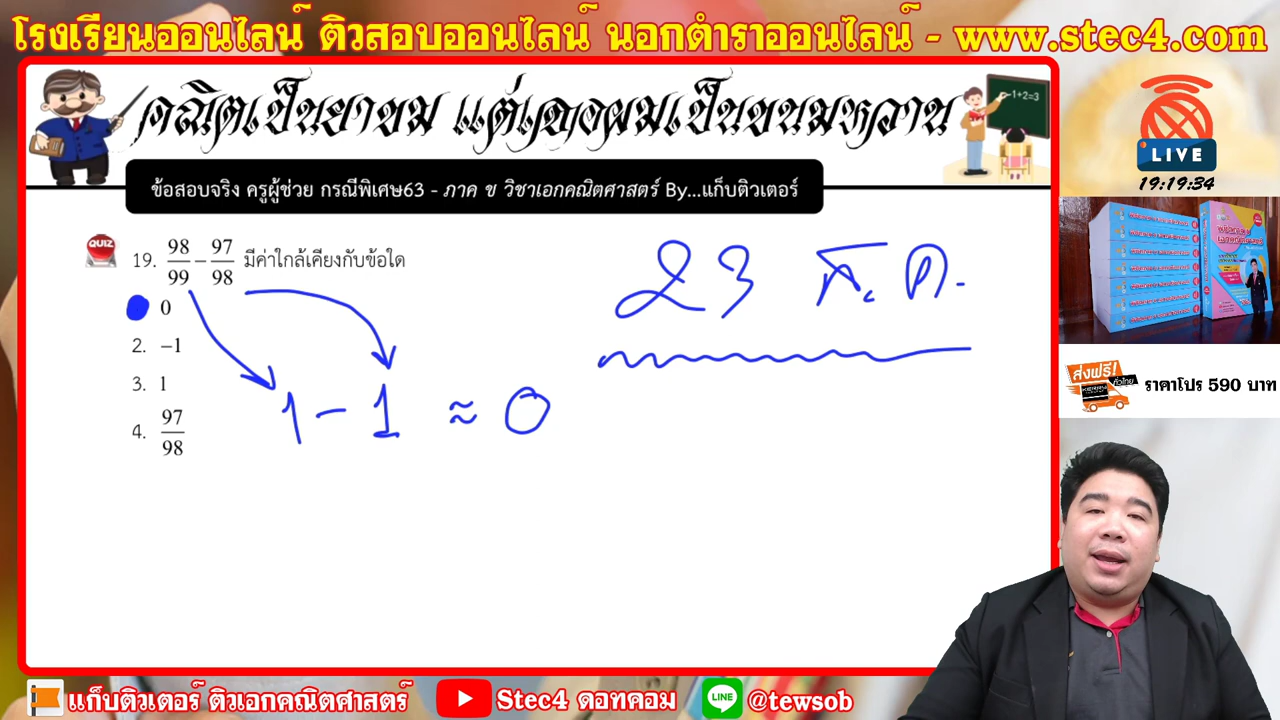 โรงเรียนออนไลน์ ติวสอบออนไลน์ นอกตำราออนไลน์ - www.stec4.com
คณิตเป็นยาขม แต่เจอผมเป็นขนมหวาน
-1+2=3
LIVE
19:19:34
ข้อสอบจริง ครูผู้ช่วย กรณีพิเศษ63 - ภาค ข วิชาเอกคณิตศาสตร์ By...แก็บติวเตอร์
QUIZ
19. 98/99 − 97/98 มีค่าใกล้เคียงกับข้อใด
0
2. −1
3. 1
4. 97/98
23 ธ.ค.
1 − 1 ≈ 0
ส่งฟรี!
ทั่วไทย
ราคาโปร 590 บาท
แก็บติวเตอร์ ติวเอกคณิตศาสตร์
Stec4 ดอทคอม
LINE
@tewsob